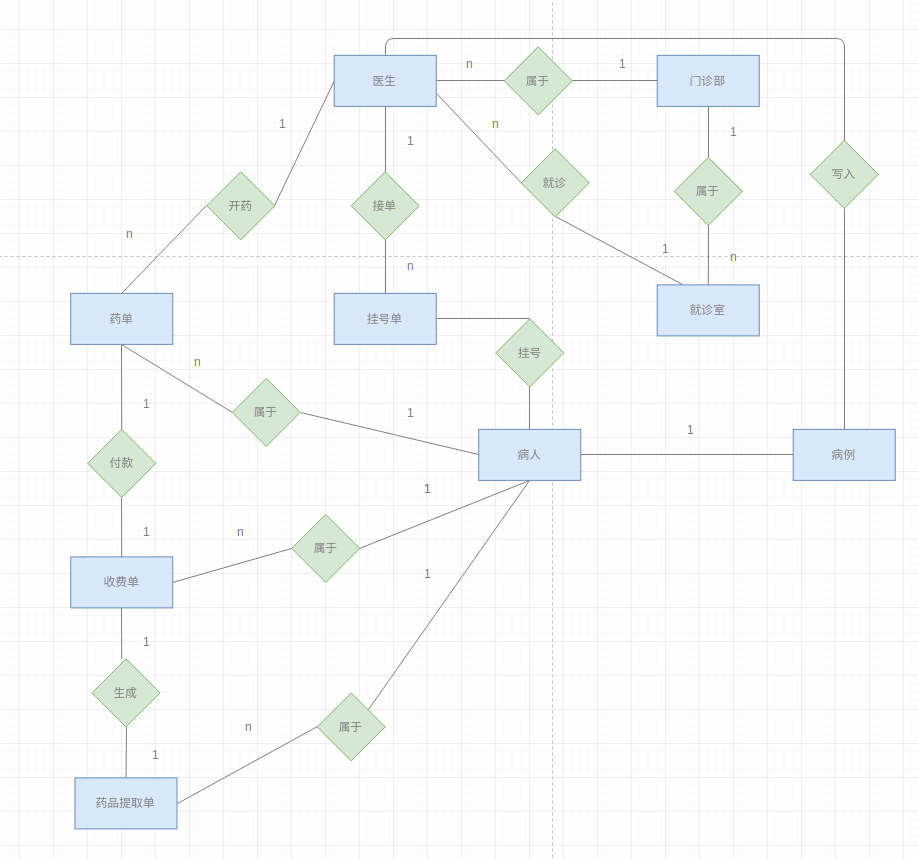 n
1
医生
属于
门诊部
1
n
1
1
写入
就诊
属于
开药
接单
n
1
n
n
药单
挂号单
就诊室
挂号
n
1
属于
1
1
病人
病例
付款
1
1
n
属于
1
收费单
1
生成
n
属于
1
药品提取单